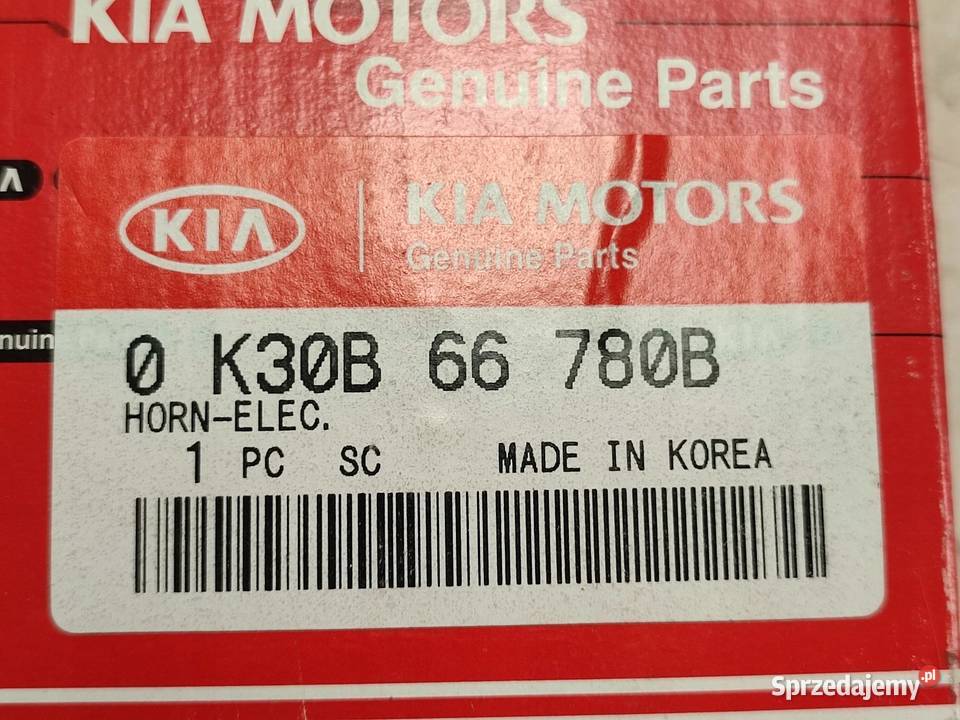 KIA MOTORS
Genuine Parts
KIA | KIA MOTORS
Genuine Parts
nuin
0 K30B 66 780B
HORN-ELEC.
1 PC SC MADE IN KOREA
Sprzedajemy.pl